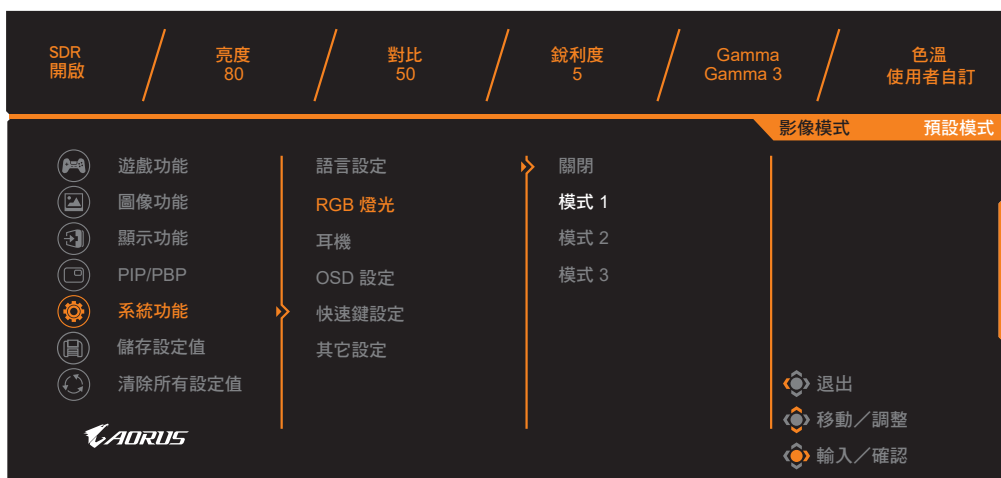 SDR
開啟
亮度
80
對比
50
銳利度
5
Gamma
Gamma 3
色溫
使用者自訂
影像模式 預設模式
遊戲功能
圖像功能
顯示功能
PIP/PBP
系統功能
儲存設定值
清除所有設定值
語言設定
RGB 燈光
耳機
OSD 設定
快速鍵設定
其它設定
關閉
模式 1
模式 2
模式 3
退出
移動／調整
輸入／確認
AORUS